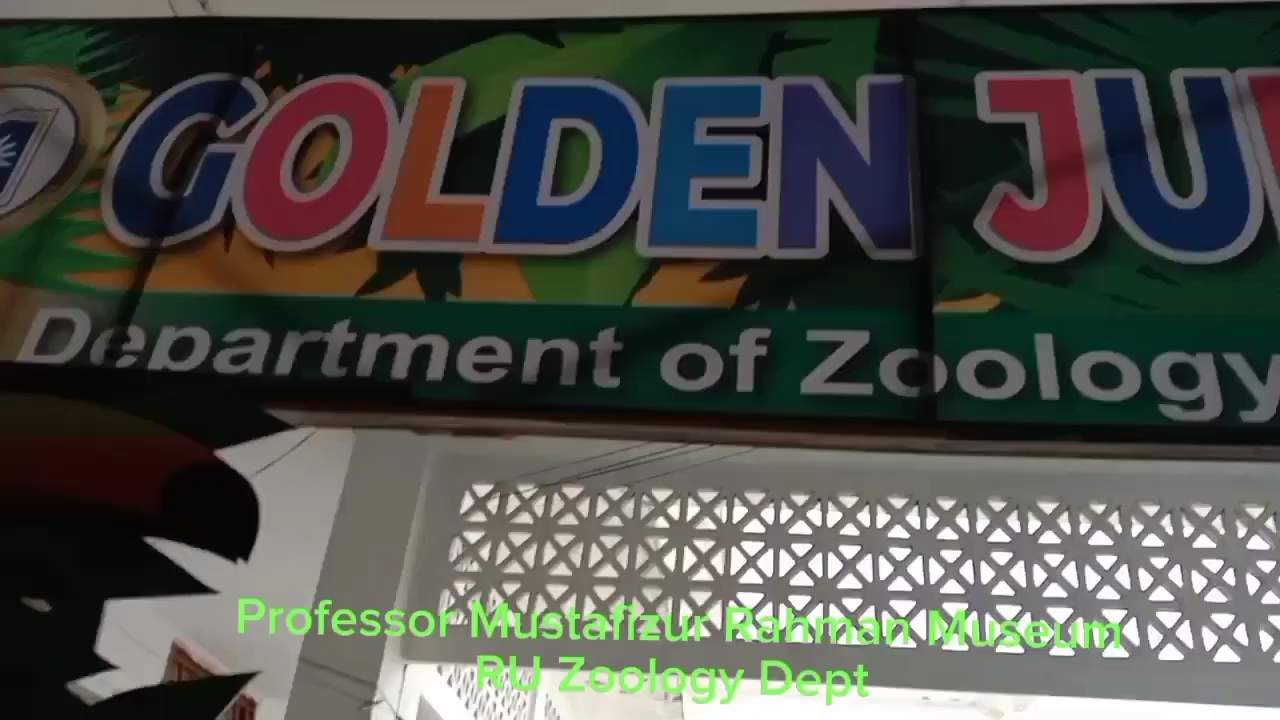 GOLDEN JU
Department of Zoology
Professor Mustafizur Rahman Museum
RU Zoology Dept